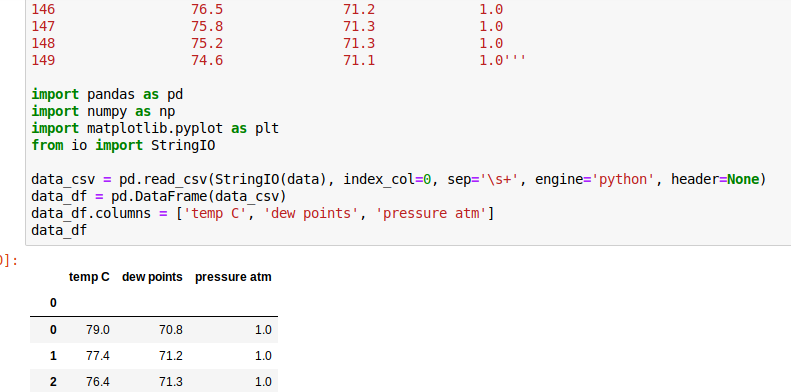 146 76.5 71.2 1.0
147 75.8 71.3 1.0
148 75.2 71.3 1.0
149 74.6 71.1 1.0'''
import pandas as pd
import numpy as np
import matplotlib.pyplot as plt
from io import StringIO
data_csv = pd.read_csv(StringIO(data), index_col=0, sep='\s+', engine='python', header=None)
data_df = pd.DataFrame(data_csv)
data_df.columns = ['temp C', 'dew points', 'pressure atm']
data_df
]:
temp C dew points pressure atm
0
0 79.0 70.8 1.0
1 77.4 71.2 1.0
2 76.4 71.3 1.0